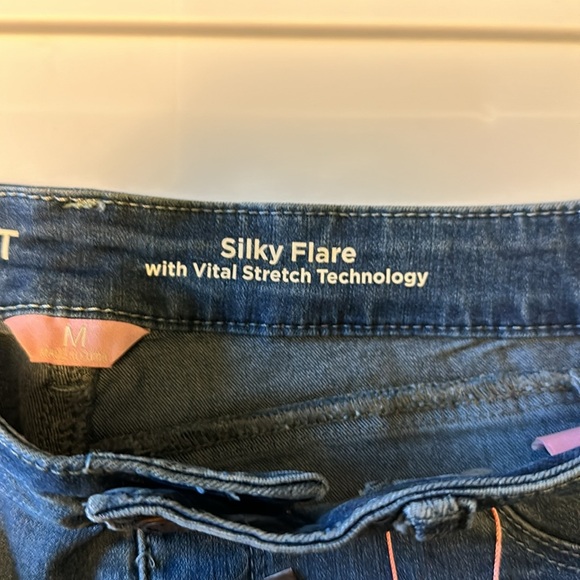 T
Silky Flare
with Vital Stretch Technology
M